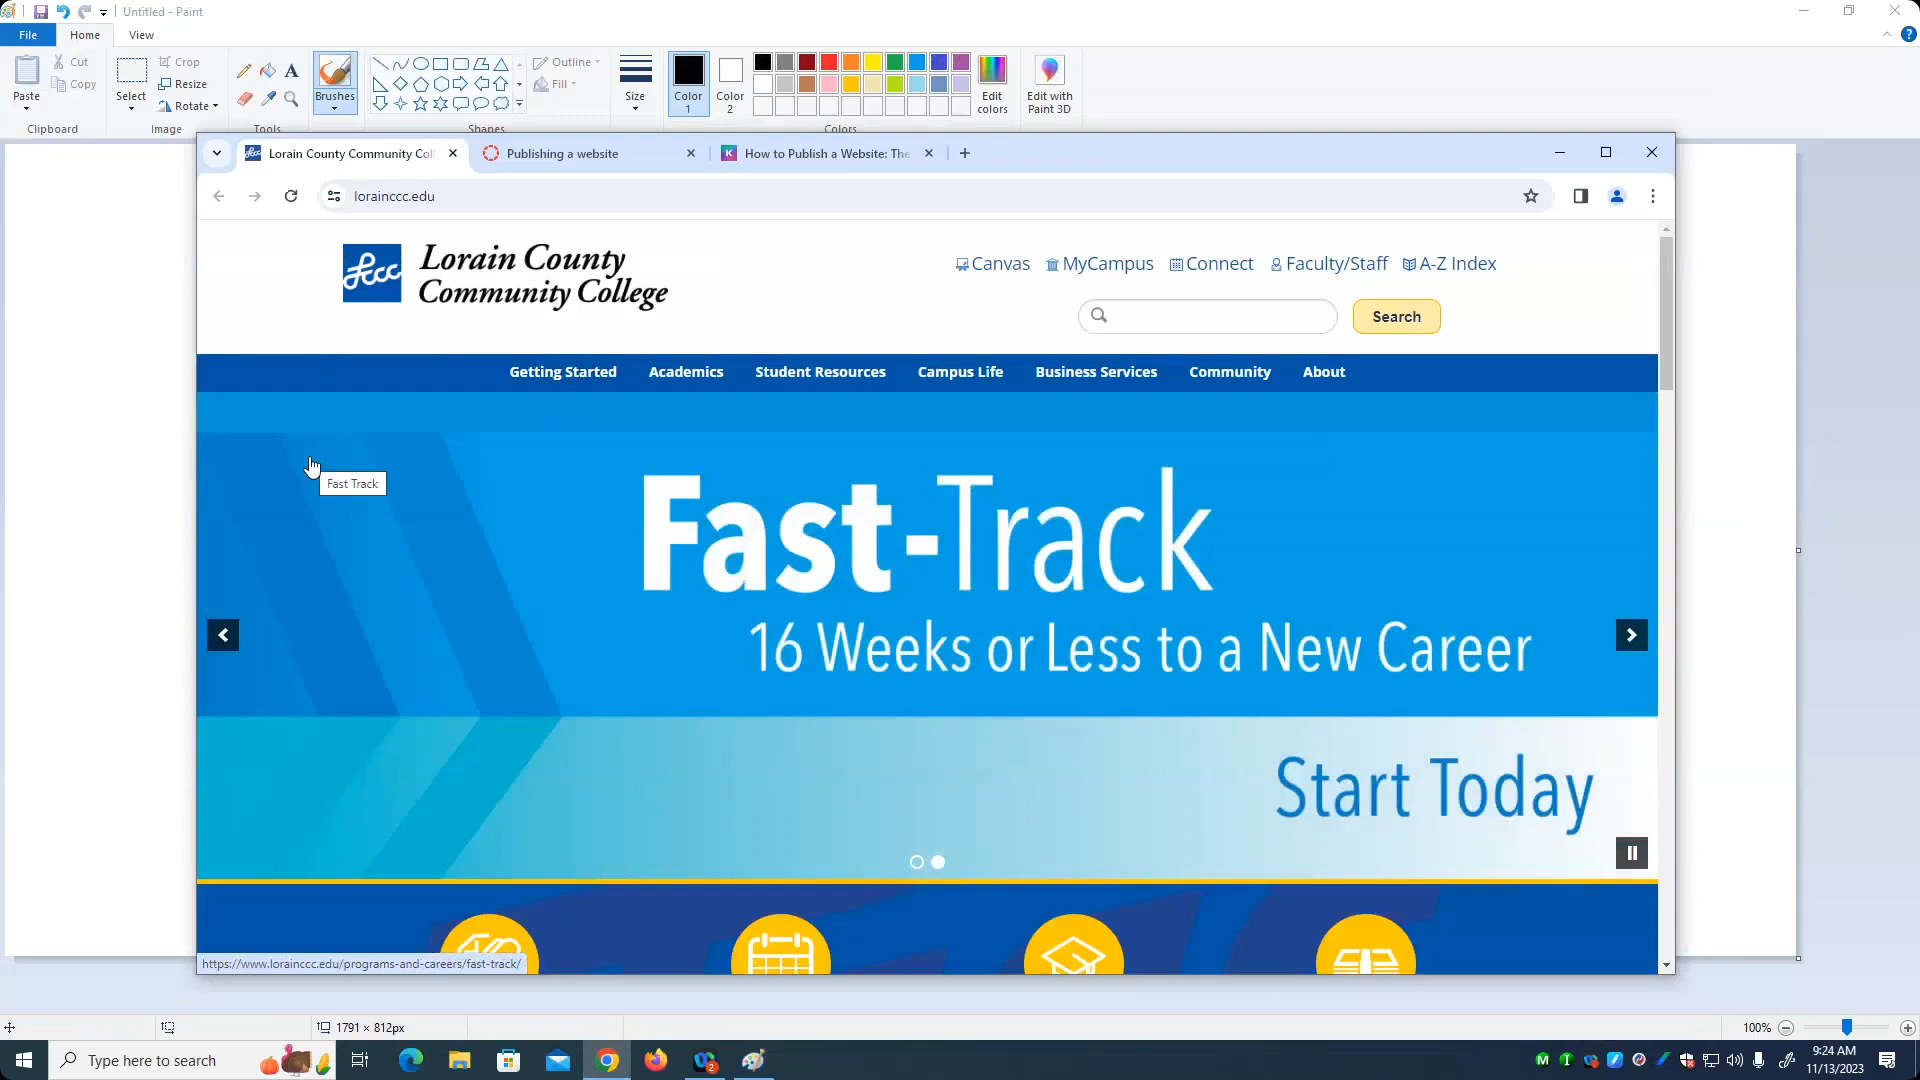 Untitled - Paint
File
Home
View
Paste
Cut
Copy
Clipboard
Select
Crop
Resize
Rotate
Image
Tools
Brushes
Shapes
Outline
Fill
Size
Color 1
Color 2
Edit colors
Edit with Paint 3D
Colors
Lorain County Community Col
Publishing a website
How to Publish a Website: The
lorainccc.edu
lccc
Lorain County
Community College
Canvas
MyCampus
Connect
Faculty/Staff
A-Z Index
Search
Getting Started
Academics
Student Resources
Campus Life
Business Services
Community
About
Fast Track
Fast-Track
16 Weeks or Less to a New Career
Start Today
https://www.lorainccc.edu/programs-and-careers/fast-track/
1791 × 812px
100%
Type here to search
2
9:24 AM
11/13/2023